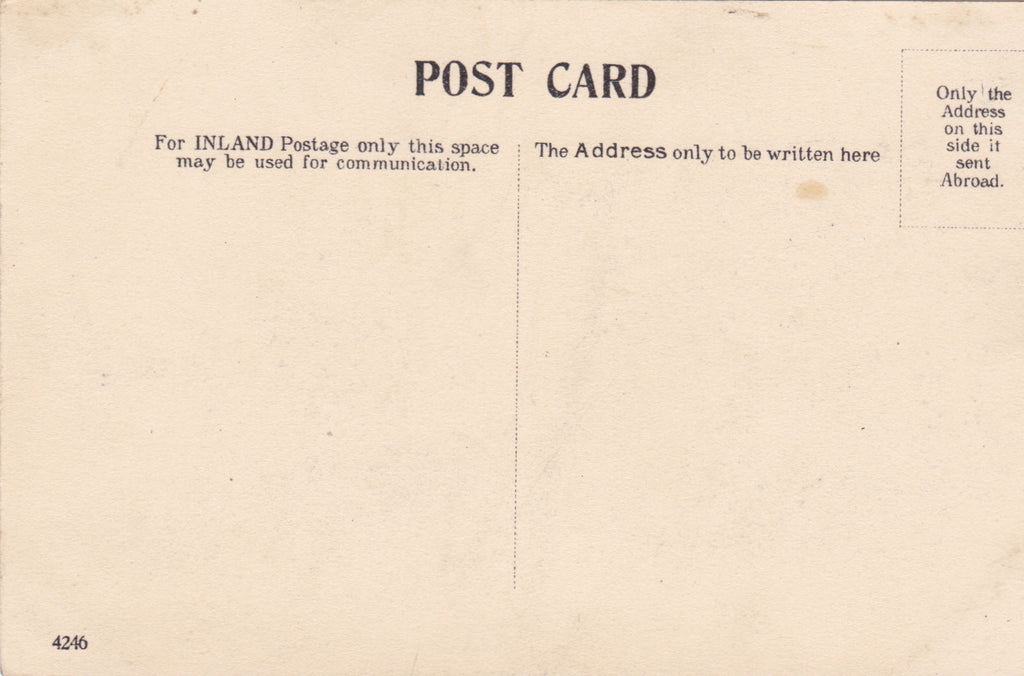 POST CARD
For INLAND Postage only this space
may be used for communication.
The Address only to be written here
Only the
Address
on this
side if
sent
Abroad.
4246